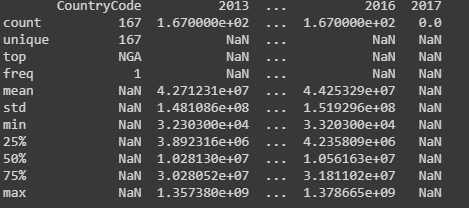 CountryCode 2013 ... 2016 2017
count 167 1.670000e+02 ... 1.670000e+02 0.0
unique 167 NaN ... NaN NaN
top NGA NaN ... NaN NaN
freq 1 NaN ... NaN NaN
mean NaN 4.271231e+07 ... 4.425329e+07 NaN
std NaN 1.481086e+08 ... 1.519296e+08 NaN
min NaN 3.230300e+04 ... 3.320300e+04 NaN
25% NaN 3.892316e+06 ... 4.235809e+06 NaN
50% NaN 1.028130e+07 ... 1.056163e+07 NaN
75% NaN 3.028052e+07 ... 3.181102e+07 NaN
max NaN 1.357380e+09 ... 1.378665e+09 NaN